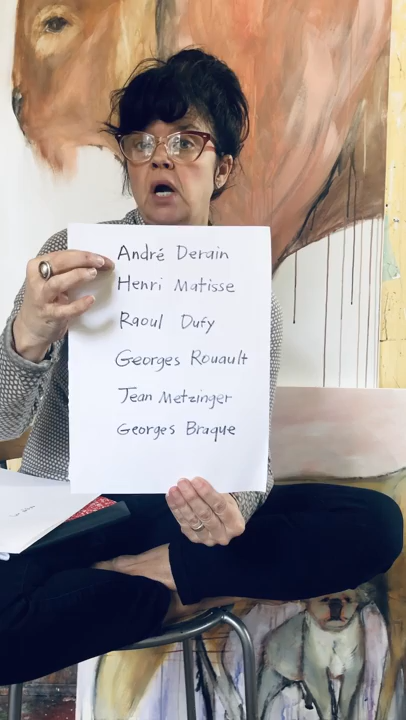 André Derain
Henri Matisse
Raoul Dufy
Georges Rouault
Jean Metzinger
Georges Braque